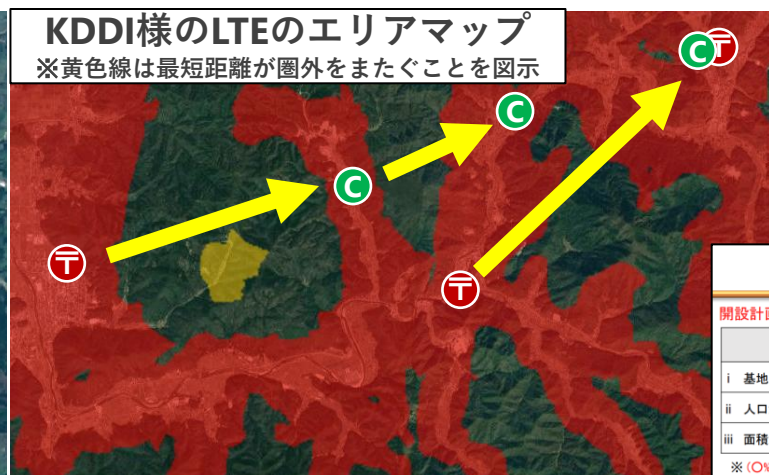 KDDI様のLTEのエリアマップ
※黄色線は最短距離が圏外をまたぐことを図示
〒
C
C
C
〒
〒
開設計
i 基地
ii 人口
iii 面積
※(○%